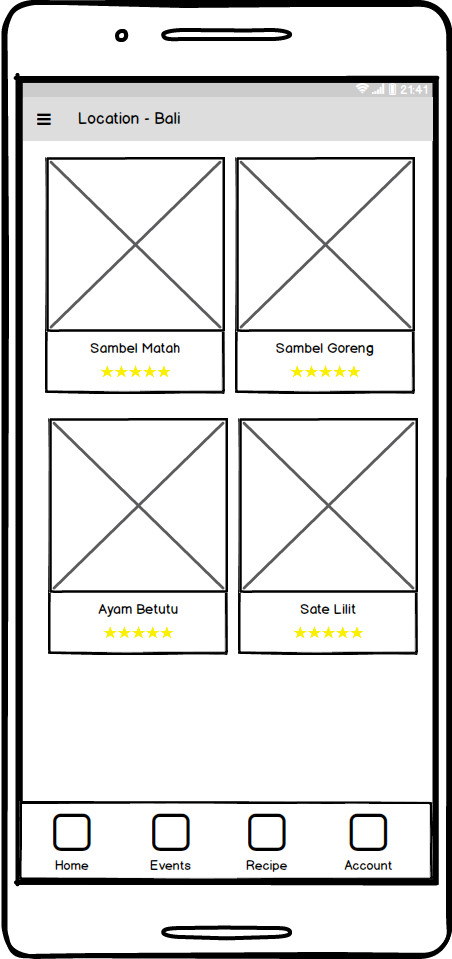 21:41
Location - Bali
Sambel Matah
Sambel Goreng
Ayam Betutu
Sate Lilit
Home
Events
Recipe
Account